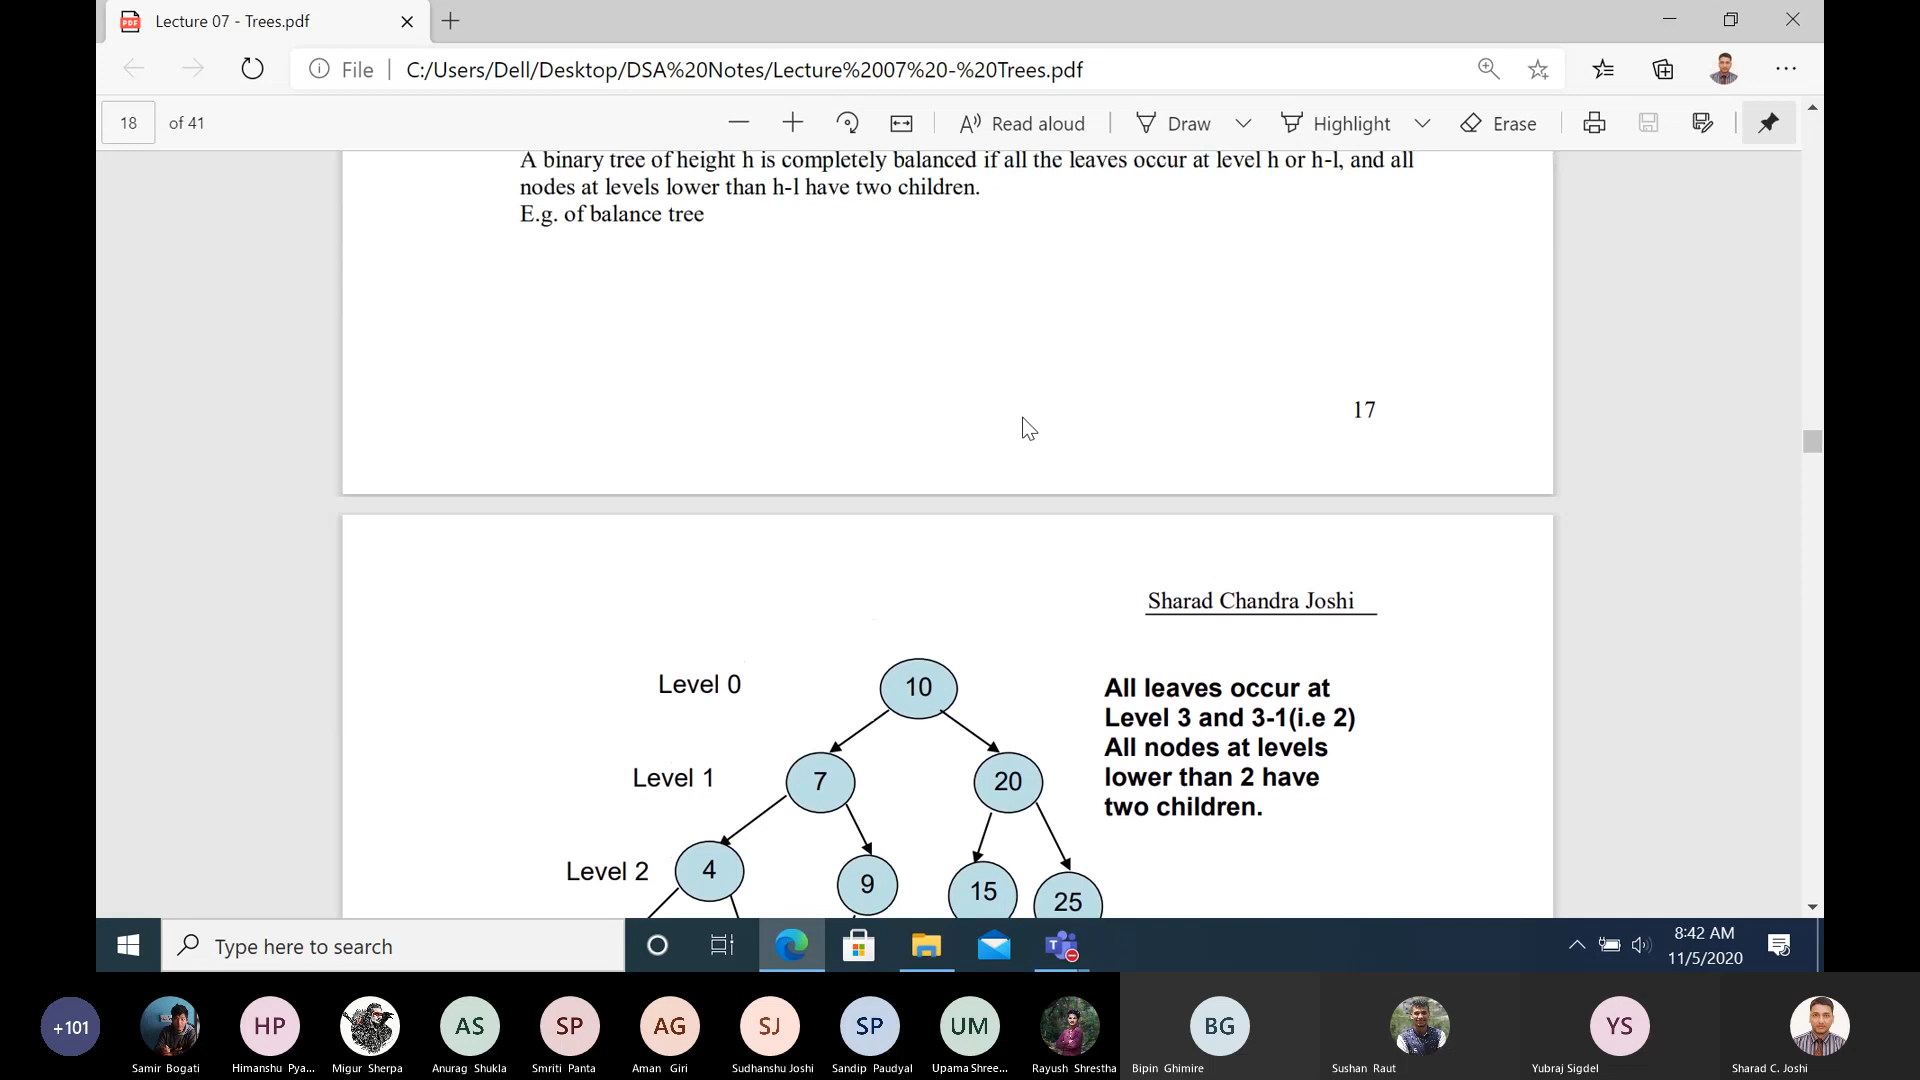 Lecture 07 - Trees.pdf
File
C:/Users/Dell/Desktop/DSA%20Notes/Lecture%2007%20-%20Trees.pdf
18 of 41
Read aloud
Draw
Highlight
Erase
A binary tree of height h is completely balanced if all the leaves occur at level h or h-l, and all
nodes at levels lower than h-l have two children.
E.g. of balance tree
17
Sharad Chandra Joshi
Level 0
10
All leaves occur at
Level 3 and 3-1(i.e 2)
All nodes at levels
lower than 2 have
two children.
Level 1
7
20
Level 2
4
9
15
25
Type here to search
8:42 AM
11/5/2020
+101
HP
AS
SP
AG
SJ
SP
UM
BG
YS
Samir Bogati
Himanshu Pya...
Migur Sherpa
Anurag Shukla
Smriti Panta
Aman Giri
Sudhanshu Joshi
Sandip Paudyal
Upama Shree...
Rayush Shrestha
Bipin Ghimire
Sushan Raut
Yubraj Sigdel
Sharad C. Joshi